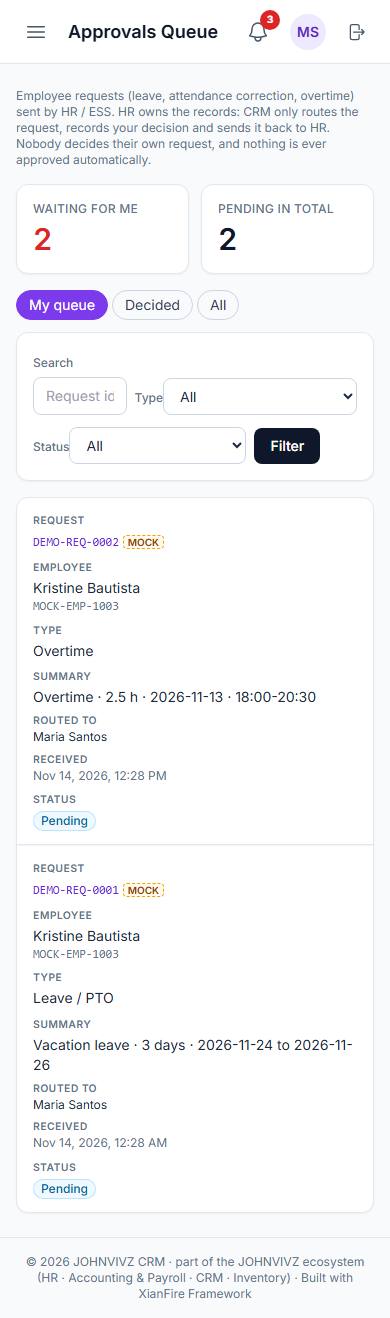 Approvals Queue
3
MS
Employee requests (leave, attendance correction, overtime)
sent by HR / ESS. HR owns the records: CRM only routes the
request, records your decision and sends it back to HR.
Nobody decides their own request, and nothing is ever
approved automatically.
WAITING FOR ME
2
PENDING IN TOTAL
2
My queue
Decided
All
Search
Request id
Type
All
Status
All
Filter
REQUEST
DEMO-REQ-0002 MOCK
EMPLOYEE
Kristine Bautista
MOCK-EMP-1003
TYPE
Overtime
SUMMARY
Overtime · 2.5 h · 2026-11-13 · 18:00-20:30
ROUTED TO
Maria Santos
RECEIVED
Nov 14, 2026, 12:28 PM
STATUS
Pending
REQUEST
DEMO-REQ-0001 MOCK
EMPLOYEE
Kristine Bautista
MOCK-EMP-1003
TYPE
Leave / PTO
SUMMARY
Vacation leave · 3 days · 2026-11-24 to 2026-11-
26
ROUTED TO
Maria Santos
RECEIVED
Nov 14, 2026, 12:28 AM
STATUS
Pending
© 2026 JOHNVIVZ CRM · part of the JOHNVIVZ ecosystem
(HR · Accounting & Payroll · CRM · Inventory) · Built with
XianFire Framework